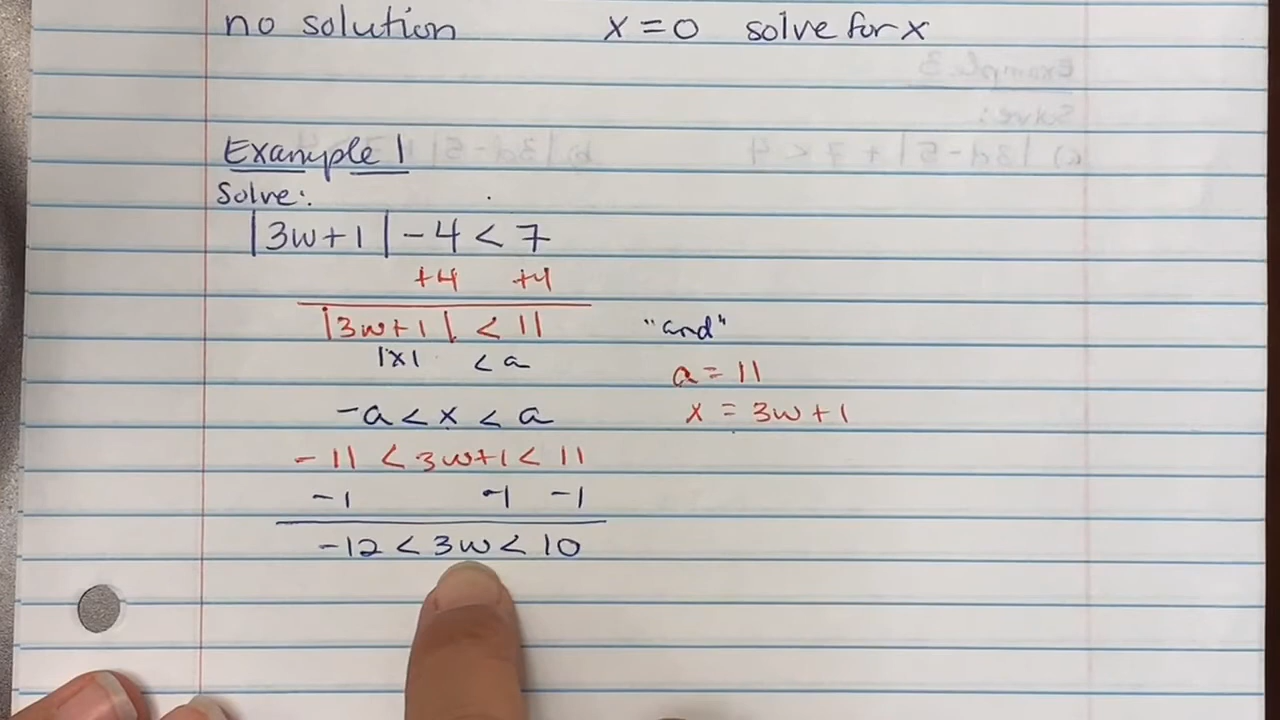 no solution x = 0 solve for x
Example 1
Solve:
|3w+1| - 4 < 7
+4 +4
|3w+1| < 11 "and"
|x| < a
a = 11
-a < x < a x = 3w+1
-11 < 3w+1 < 11
-1 -1 -1
-12 < 3w < 10